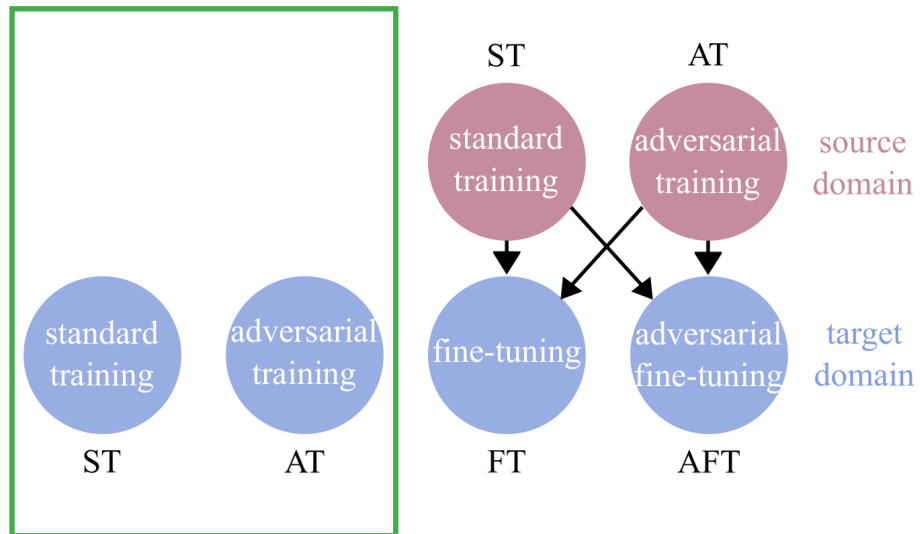 ST
AT
standard
training
adversarial
training
source
domain
standard
training
adversarial
training
fine-tuning
adversarial
fine-tuning
target
domain
ST
AT
FT
AFT